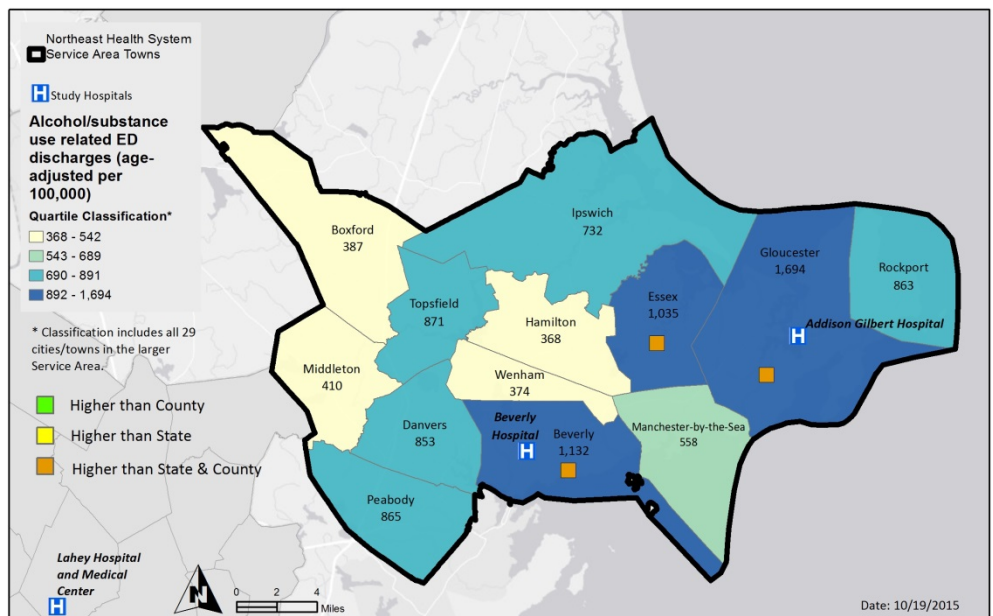 Northeast Health System
Service Area Towns
H Study Hospitals
Alcohol/substance
use related ED
discharges (age-
adjusted per
100,000)
Quartile Classification*
368 - 542
543 - 689
690 - 891
892 - 1,694
* Classification includes all 29
cities/towns in the larger
Service Area.
Higher than County
Higher than State
Higher than State & County
Boxford
387
Ipswich
732
Gloucester
1,694
Rockport
863
Topsfield
871
Essex
1,035
Hamilton
368
Addison Gilbert Hospital
H
Middleton
410
Wenham
374
Danvers
853
Beverly
Hospital
H
Beverly
1,132
Manchester-by-the-Sea
558
Peabody
865
Lahey Hospital
and Medical
Center
H
N
0 2 4
Miles
Date: 10/19/2015